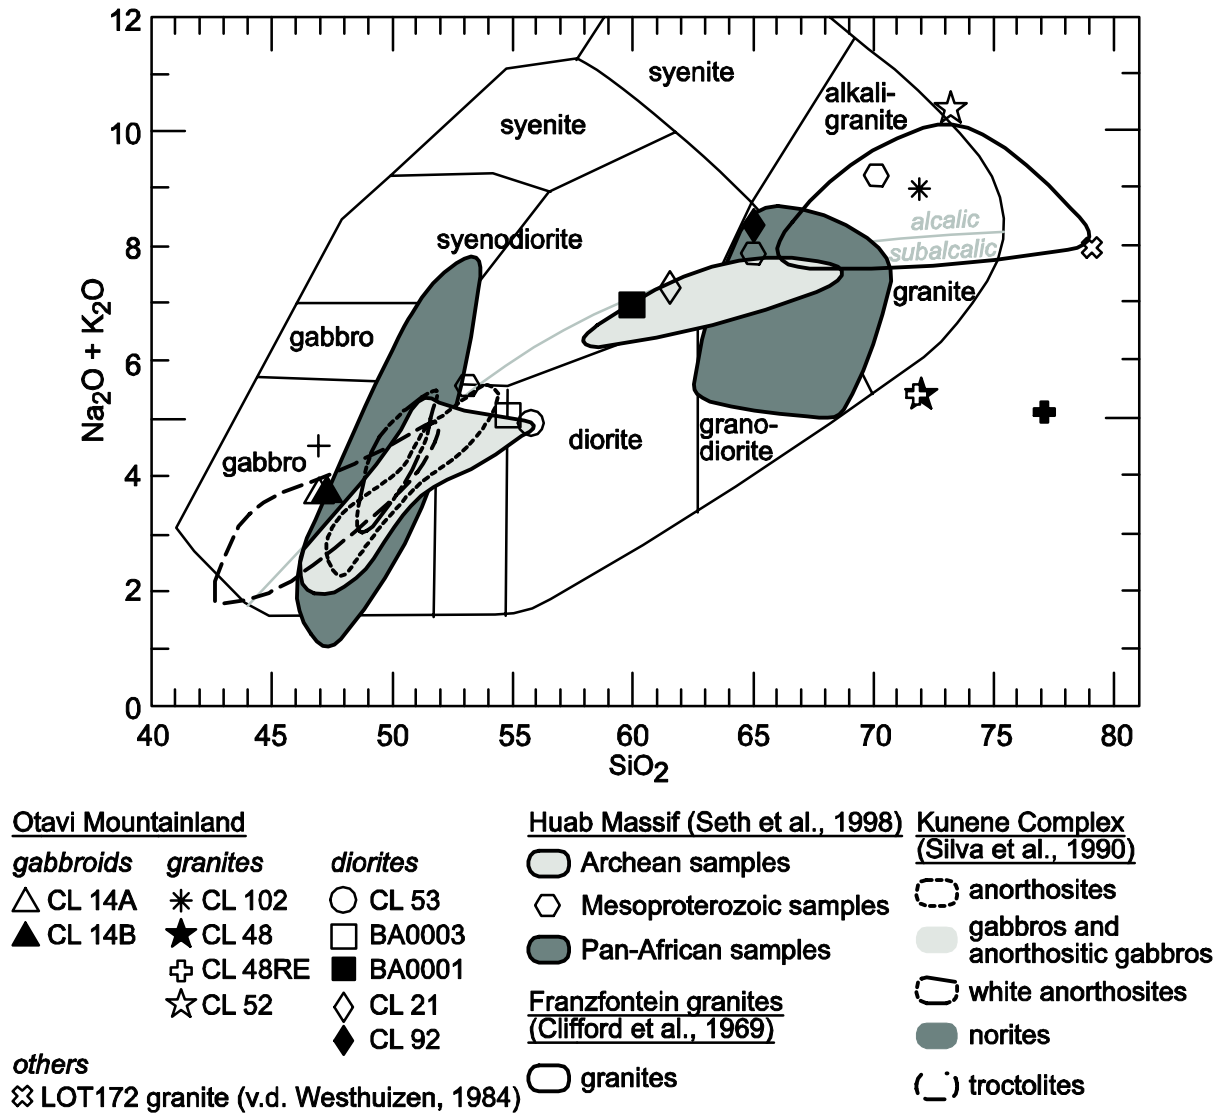 12
10
8
6
4
2
0
Na2O + K2O
syenite
alkali-
granite
syenite
alcalic
syenodiorite
subalcalic
granite
gabbro
grano-
diorite
diorite
gabbro
40 45 50 55 60 65 70 75 80
SiO2
Otavi Mountainland
gabbroids
CL 14A
CL 14B
granites
CL 102
CL 48
CL 48RE
CL 52
diorites
CL 53
BA0003
BA0001
CL 21
CL 92
others
LOT172 granite (v.d. Westhuizen, 1984)
Huab Massif (Seth et al., 1998)
Archean samples
Mesoproterozoic samples
Pan-African samples
Franzfontein granites
(Clifford et al., 1969)
granites
Kunene Complex
(Silva et al., 1990)
anorthosites
gabbros and
anorthositic gabbros
white anorthosites
norites
troctolites